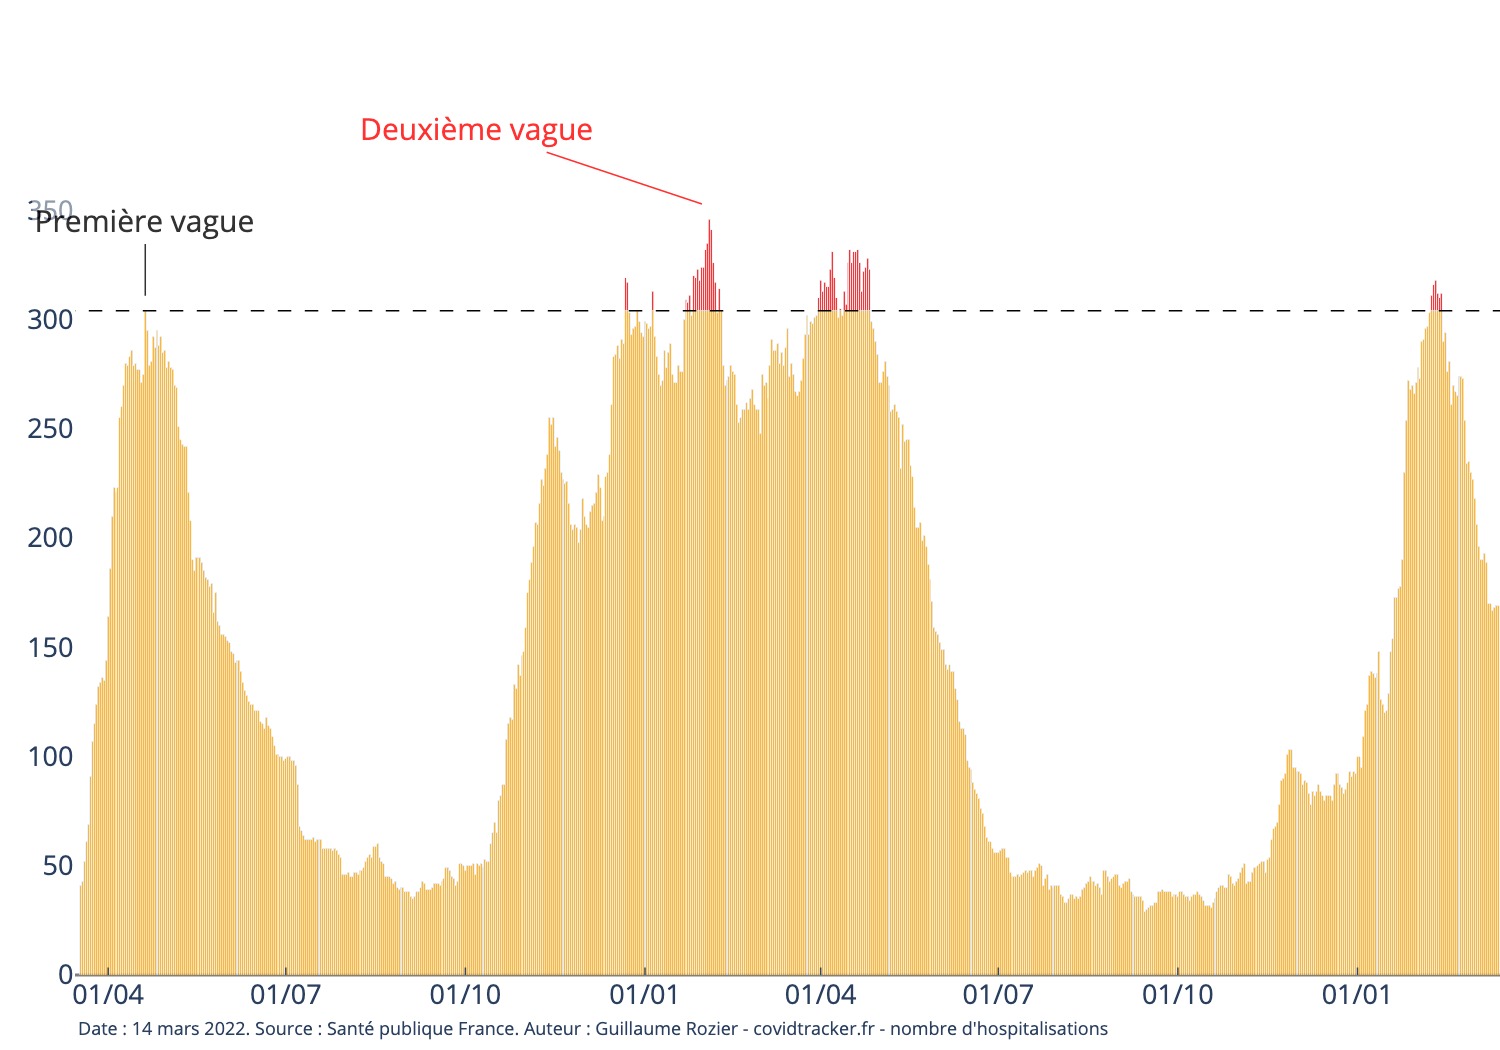 Deuxième vague
350
Première vague
300
250
200
150
100
50
0
01/04 01/07 01/10 01/01 01/04 01/07 01/10 01/01
Date : 14 mars 2022. Source : Santé publique France. Auteur : Guillaume Rozier - covidtracker.fr - nombre d'hospitalisations